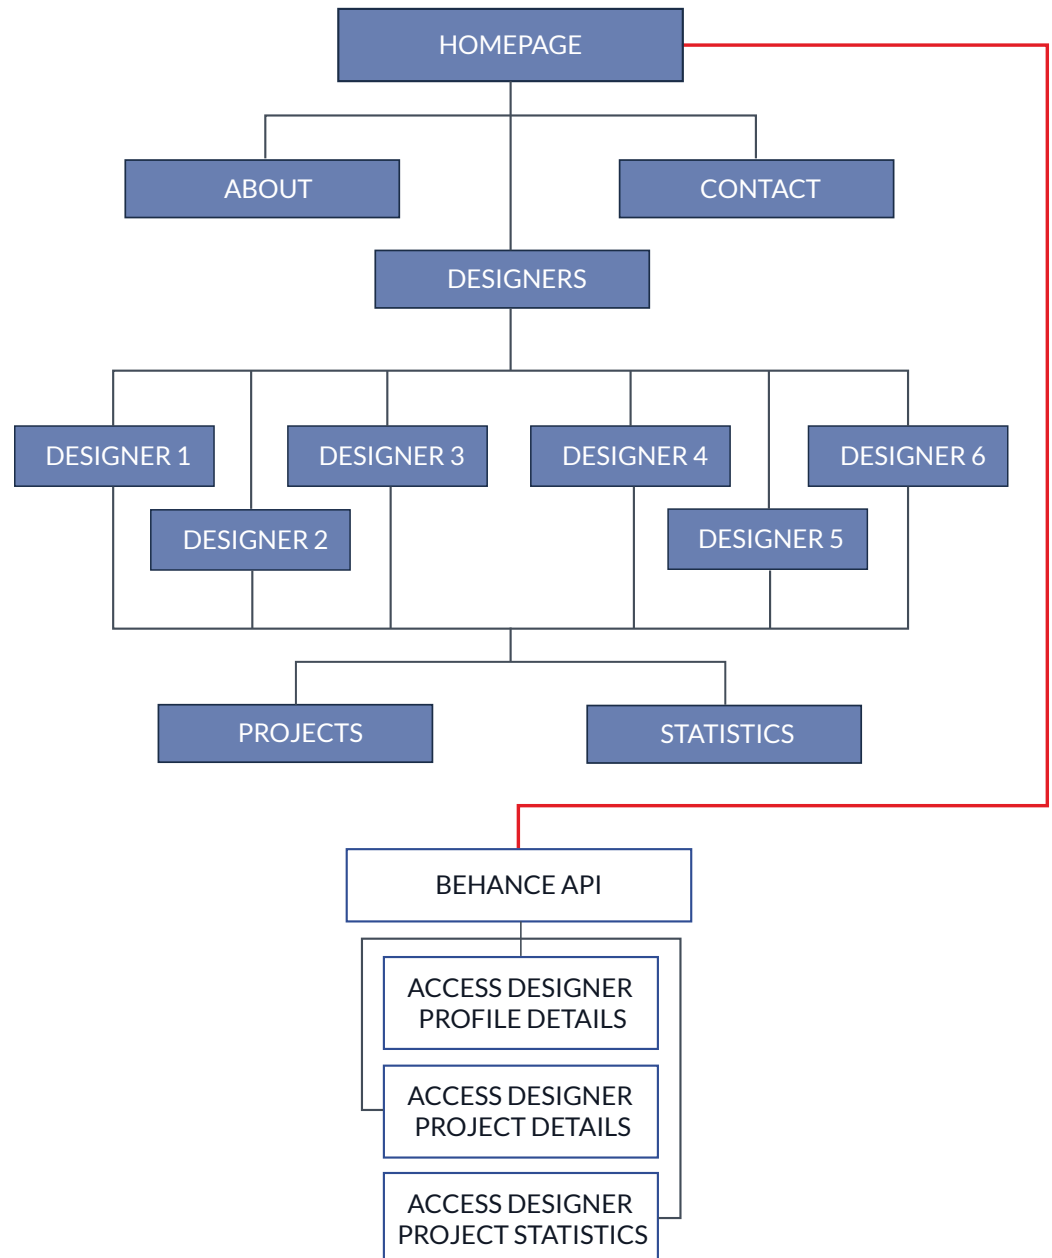 HOMEPAGE
ABOUT
CONTACT
DESIGNERS
DESIGNER 1
DESIGNER 3
DESIGNER 4
DESIGNER 6
DESIGNER 2
DESIGNER 5
PROJECTS
STATISTICS
BEHANCE API
ACCESS DESIGNER
PROFILE DETAILS
ACCESS DESIGNER
PROJECT DETAILS
ACCESS DESIGNER
PROJECT STATISTICS